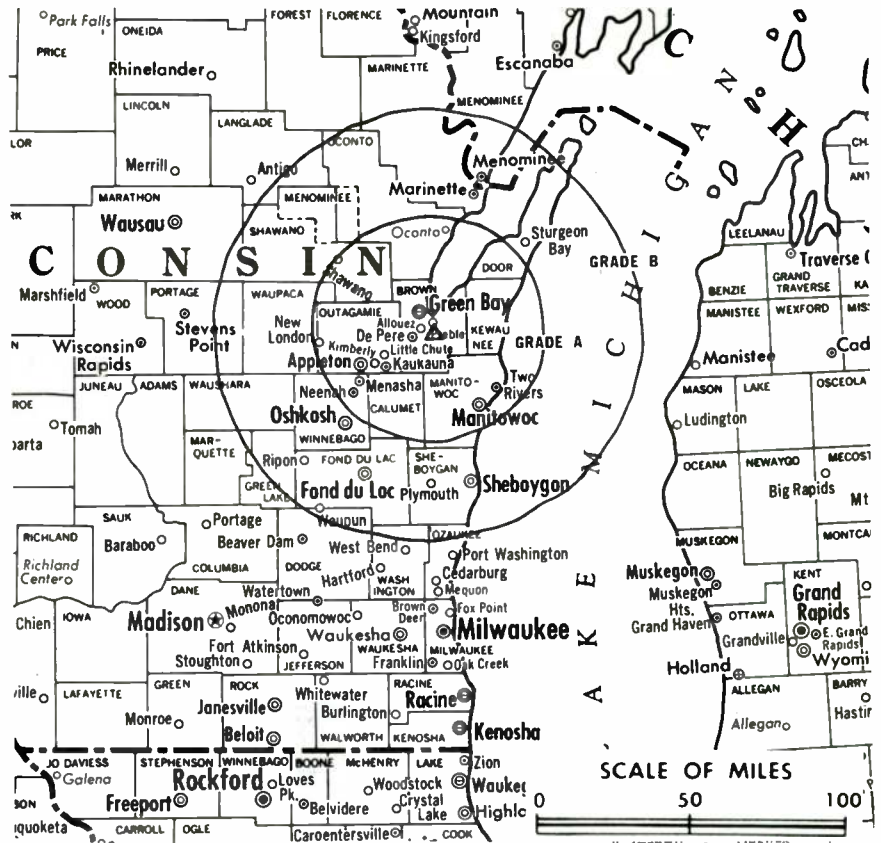 Park Falls
PRICE
ONEIDA
FOREST
FLORENCE
Mountain
Kingsford
Rhinelander
MARINETTE
Escanaba
C
LINCOLN
LANGLADE
MENOMINEE
OCONTO
H
G A N
Merrill
Antigo
Menominee
Marinette
MARATHON
MENOMINEE
Wausau
SHAWANO
Oconto
Sturgeon
Bay
LEELANAU
C O N S I N
Shawano
DOOR
GRADE B
Traverse
GRAND
TRAVERSE
BENZIE
Marshfield
WOOD
PORTAGE
WAUPACA
BROWN
Green Bay
MANISTEE
WEXFORD
OUTAGAMIE
Stevens
Point
New
London
Allouez
De Pere
KEWAU
NEE
GRADE A
Wisconsin
Rapids
Kimberly
Little Chute
Appleton
Kaukauna
Manistee
JUNEAU
ADAMS
WAUSHARA
Neenah
Menasha
MANITO-
WOC
Two
Rivers
MASON
LAKE
OSCEOLA
CALUMET
Oshkosh
Manitowoc
Tomah
WINNEBAGO
Ludington
MAR-
QUETTE
Ripon
FOND DU LAC
SHE-
BOYGAN
OCEANA
NEWAYGO
GREEN
LAKE
Fond du Lac
Plymouth
Sheboygan
Big Rapids
Waupun
SAUK
Portage
OZAUKEE
RICHLAND
Baraboo
Beaver Dam
West Bend
Port Washington
MUSKEGON
Richland
Center
COLUMBIA
DODGE
Hartford
WASH
INGTON
Cedarburg
Mequon
Muskegon
KENT
DANE
Watertown
Muskegon
Hts.
Grand
Rapids
IOWA
Madison
Monona
Oconomowoc
Brown
Deer
Fox Point
Grand Haven
OTTAWA
Waukesha
Milwaukee
Grandville
E. Grand
Rapids
Fort Atkinson
Stoughton
JEFFERSON
WAUKESHA
MILWAUKEE
Franklin
Oak Creek
Holland
LAFAYETTE
GREEN
ROCK
Whitewater
RACINE
Racine
ALLEGAN
BARRY
Janesville
Burlington
Monroe
Beloit
WALWORTH
KENOSHA
Kenosha
Allegan
L A K E M I C H I
JO DAVIESS
STEPHENSON
WINNEBAGO
BOONE
McHENRY
LAKE
Zion
SCALE OF MILES
Galena
Rockford
Loves
Pk.
Woodstock
Freeport
Belvidere
Crystal
Lake
0 50 100
CARROLL
OGLE
COOK